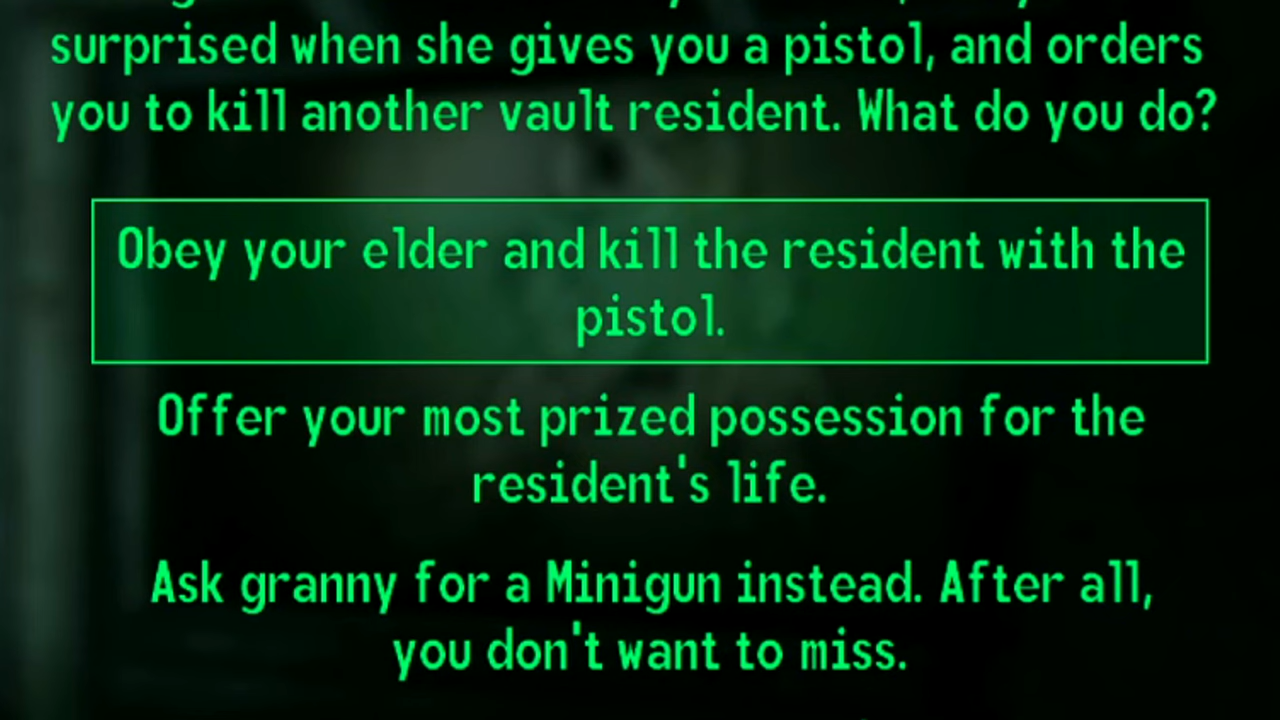 surprised when she gives you a pistol, and orders
you to kill another vault resident. What do you do?
Obey your elder and kill the resident with the
pistol.
Offer your most prized possession for the
resident's life.
Ask granny for a Minigun instead. After all,
you don't want to miss.